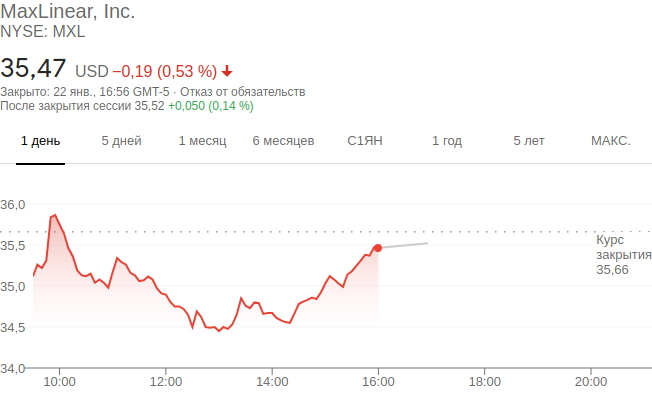 MaxLinear, Inc.
NYSE: MXL
35,47 USD −0,19 (0,53 %)
Закрыто: 22 янв., 16:56 GMT-5 · Отказ от обязательств
После закрытия сессии 35,52 +0,050 (0,14 %)
1 день 5 дней 1 месяц 6 месяцев С1ЯН 1 год 5 лет МАКС.
36,0
35,5
35,0
34,5
34,0
Курс
закрытия
35,66
10:00 12:00 14:00 16:00 18:00 20:00